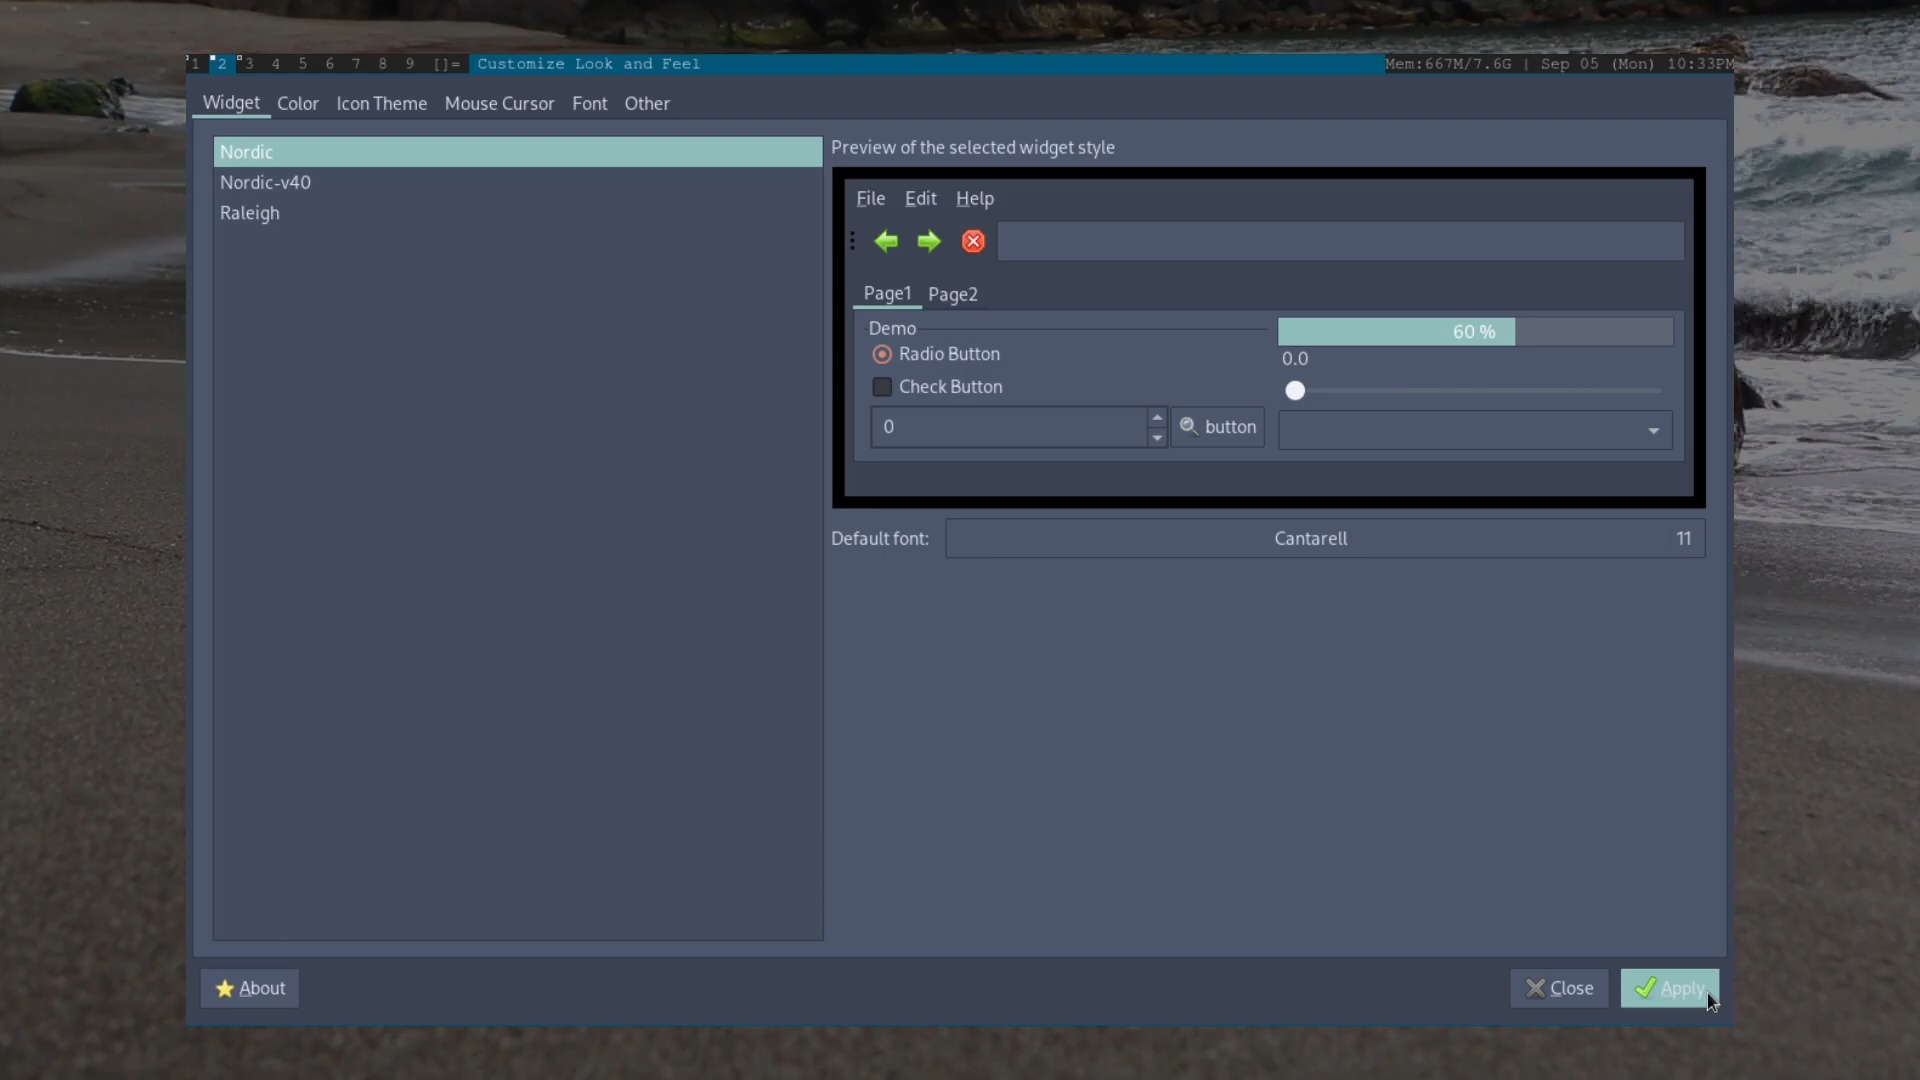 1 2 3 4 5 6 7 8 9 []= Customize Look and Feel Mem:667M/7.6G | Sep 05 (Mon) 10:33PM
Widget Color Icon Theme Mouse Cursor Font Other
Nordic
Nordic-v40
Raleigh
Preview of the selected widget style
File Edit Help
Page1 Page2
Demo
Radio Button
Check Button
0
button
60 %
0.0
Default font: Cantarell 11
About
Close
Apply